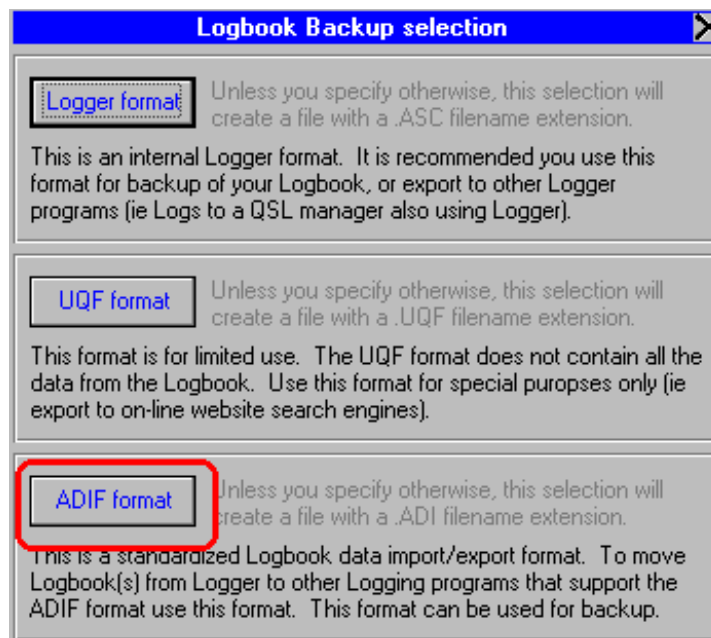 Logbook Backup selection
Logger format
Unless you specify otherwise, this selection will
create a file with a .ASC filename extension.
This is an internal Logger format. It is recommended you use this
format for backup of your Logbook, or export to other Logger
programs (ie Logs to a QSL manager also using Logger).
UQF format
Unless you specify otherwise, this selection will
create a file with a .UQF filename extension.
This format is for limited use. The UQF format does not contain all the
data from the Logbook. Use this format for special puropses only (ie
export to on-line website search engines).
ADIF format
Unless you specify otherwise, this selection will
create a file with a .ADI filename extension.
This is a standardized Logbook data import/export format. To move
Logbook(s) from Logger to other Logging programs that support the
ADIF format use this format. This format can be used for backup.